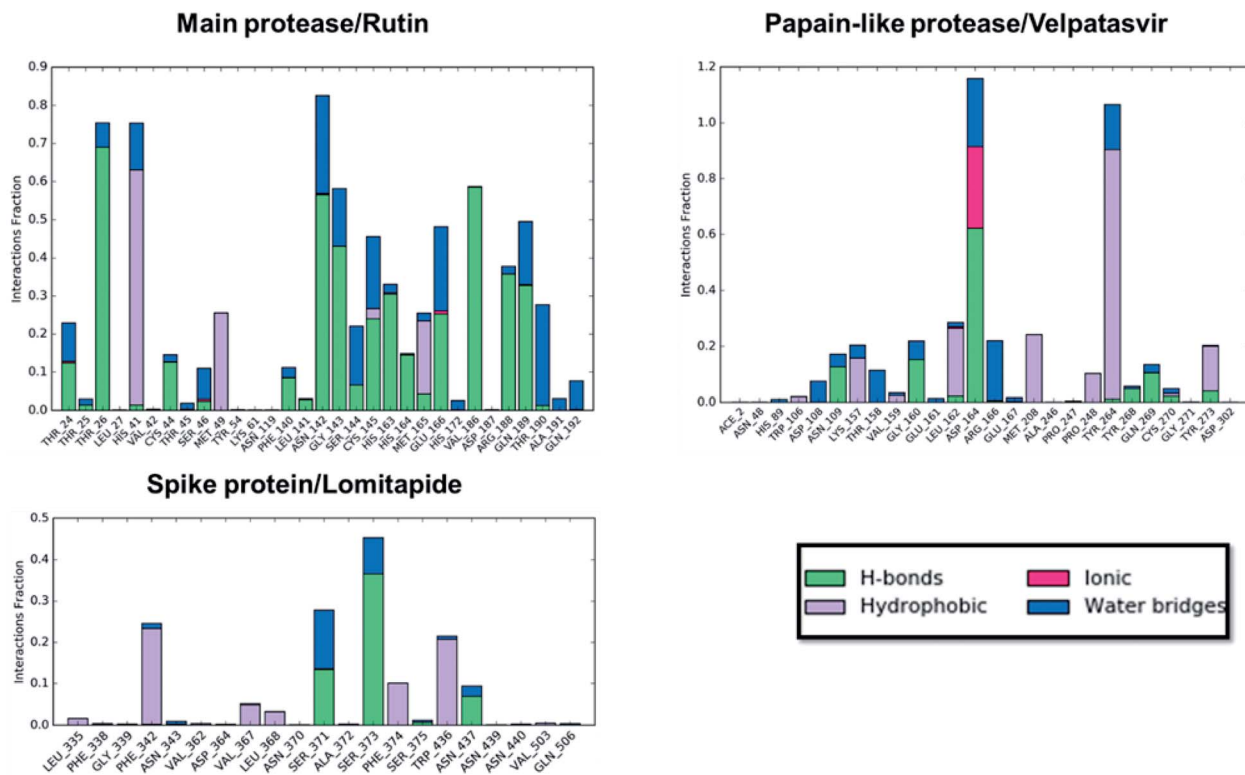 Main protease/Rutin
Interactions Fraction
0.9
0.8
0.7
0.6
0.5
0.4
0.3
0.2
0.1
0.0
THR_24
THR_25
THR_26
LEU_27
HIS_41
VAL_42
CYS_44
THR_45
SER_46
MET_49
TYR_54
LYS_61
ASN_119
PHE_140
LEU_141
ASN_142
GLY_143
SER_144
CYS_145
HIS_163
HIS_164
MET_165
GLU_166
HIS_172
VAL_186
ASP_187
ARG_188
GLN_189
THR_190
ALA_191
GLN_192
Papain-like protease/Velpatasvir
Interactions Fraction
1.2
1.0
0.8
0.6
0.4
0.2
0.0
ACE_2
ASN_48
HIS_89
TRP_106
ASP_108
ASN_109
LYS_157
THR_158
VAL_159
GLY_160
GLU_161
LEU_162
ASP_164
ARG_166
GLU_167
MET_208
ALA_246
PRO_247
PRO_248
TYR_264
TYR_268
GLN_269
CYS_270
GLY_271
TYR_273
ASP_302
Spike protein/Lomitapide
Interactions Fraction
0.5
0.4
0.3
0.2
0.1
0.0
LEU_335
PHE_338
GLY_339
PHE_342
ASN_343
VAL_362
ASP_364
VAL_367
LEU_368
ASN_370
SER_371
ALA_372
SER_373
PHE_374
SER_375
TRP_436
ASN_437
ASN_439
ASN_440
VAL_503
GLN_506
H-bonds
Hydrophobic
Ionic
Water bridges